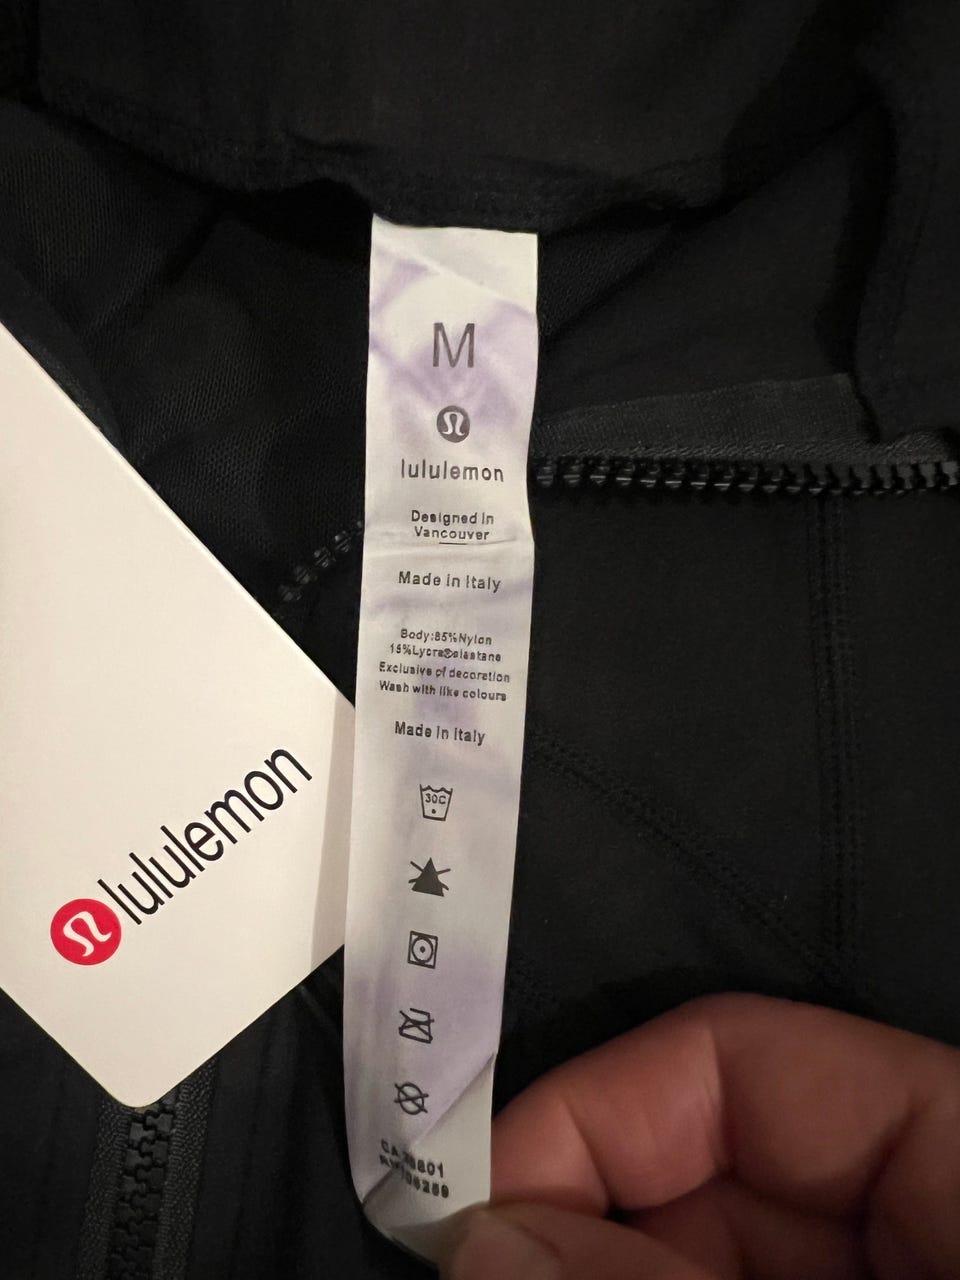 M
lululemon
Designed in
Vancouver
Made in Italy
Body:85%Nylon
15%Lycra®elastane
Exclusive of decoration
Wash with like colours
Made in Italy
30C
CA
lululemon